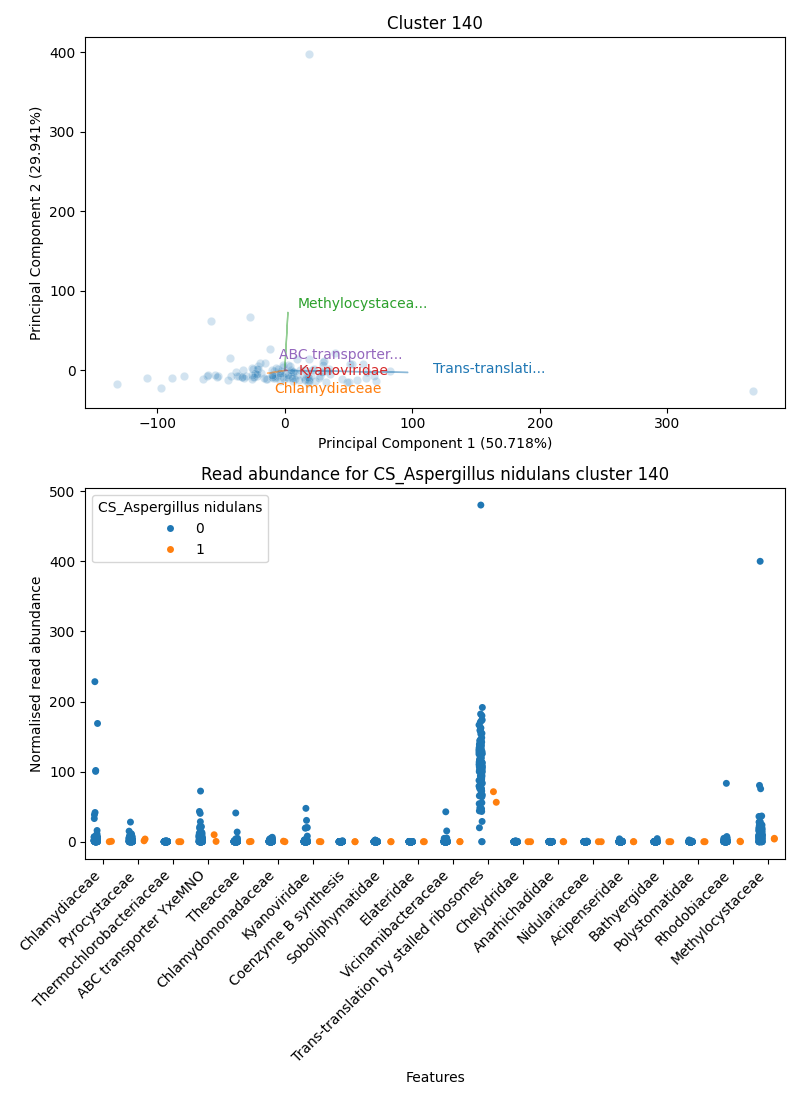 Cluster 140
400
300
200
100
0
Principal Component 2 (29.941%)
Methylocystacea...
ABC transporter...
Kyanoviridae
Trans-translati...
Chlamydiaceae
−100
0
100
200
300
Principal Component 1 (50.718%)
Read abundance for CS_Aspergillus nidulans cluster 140
500
400
300
200
100
0
Normalised read abundance
CS_Aspergillus nidulans
0
1
Chlamydiaceae
Pyrocystaceae
Thermochlorobacteriaceae
ABC transporter YxeMNO
Theaceae
Chlamydomonadaceae
Kyanoviridae
Coenzyme B synthesis
Soboliphymatidae
Elateridae
Vicinamibacteraceae
Trans-translation by stalled ribosomes
Chelydridae
Anarhichadidae
Nidulariaceae
Acipenseridae
Bathyergidae
Polystomatidae
Rhodobiaceae
Methylocystaceae
Features